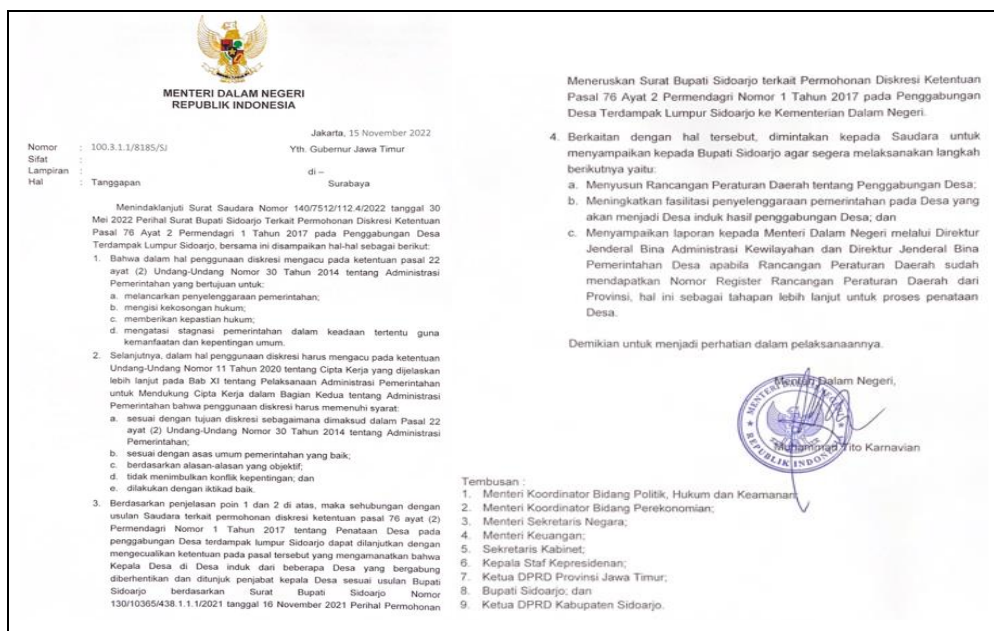 MENTERI DALAM NEGERI
REPUBLIK INDONESIA
Jakarta, 15 November 2022
Nomor : 100.3.1.1/8185/SJ
Sifat :
Lampiran :
Hal : Tanggapan
Yth. Gubernur Jawa Timur
di –
Surabaya
Menindaklanjuti Surat Saudara Nomor 140/7512/112.4/2022 tanggal 30
Mei 2022 Perihal Surat Bupati Sidoarjo Terkait Permohonan Diskresi Ketentuan
Pasal 76 Ayat 2 Permendagri 1 Tahun 2017 pada Penggabungan Desa
Terdampak Lumpur Sidoarjo, bersama ini disampaikan hal-hal sebagai berikut:
1. Bahwa dalam hal penggunaan diskresi mengacu pada ketentuan pasal 22
ayat (2) Undang-Undang Nomor 30 Tahun 2014 tentang Administrasi
Pemerintahan yang bertujuan untuk:
a. melancarkan penyelenggaraan pemerintahan;
b. mengisi kekosongan hukum;
c. memberikan kepastian hukum;
d. mengatasi stagnasi pemerintahan dalam keadaan tertentu guna
kemanfaatan dan kepentingan umum.
2. Selanjutnya, dalam hal penggunaan diskresi harus mengacu pada ketentuan
Undang-Undang Nomor 11 Tahun 2020 tentang Cipta Kerja yang dijelaskan
lebih lanjut pada Bab XI tentang Pelaksanaan Administrasi Pemerintahan
untuk Mendukung Cipta Kerja dalam Bagian Kedua tentang Administrasi
Pemerintahan bahwa penggunaan diskresi harus memenuhi syarat:
a. sesuai dengan tujuan diskresi sebagaimana dimaksud dalam Pasal 22
ayat (2) Undang-Undang Nomor 30 Tahun 2014 tentang Administrasi
Pemerintahan;
b. sesuai dengan asas umum pemerintahan yang baik;
c. berdasarkan alasan-alasan yang objektif;
d. tidak menimbulkan konflik kepentingan; dan
e. dilakukan dengan iktikad baik.
3. Berdasarkan penjelasan poin 1 dan 2 di atas, maka sehubungan dengan
usulan Saudara terkait permohonan diskresi ketentuan pasal 76 ayat (2)
Permendagri Nomor 1 Tahun 2017 tentang Penataan Desa pada
penggabungan Desa terdampak lumpur Sidoarjo dapat dilanjutkan dengan
mengecualikan ketentuan pada pasal tersebut yang mengamanatkan bahwa
Kepala Desa di Desa induk dari beberapa Desa yang bergabung
diberhentikan dan ditunjuk penjabat kepala Desa sesuai usulan Bupati
Sidoarjo berdasarkan Surat Bupati Sidoarjo Nomor
130/10365/438.1.1.1/2021 tanggal 16 November 2021 Perihal Permohonan
Meneruskan Surat Bupati Sidoarjo terkait Permohonan Diskresi Ketentuan
Pasal 76 Ayat 2 Permendagri Nomor 1 Tahun 2017 pada Penggabungan
Desa Terdampak Lumpur Sidoarjo ke Kementerian Dalam Negeri.
4. Berkaitan dengan hal tersebut, dimintakan kepada Saudara untuk
menyampaikan kepada Bupati Sidoarjo agar segera melaksanakan langkah
berikutnya yaitu:
a. Menyusun Rancangan Peraturan Daerah tentang Penggabungan Desa;
b. Meningkatkan fasilitasi penyelenggaraan pemerintahan pada Desa yang
akan menjadi Desa induk hasil penggabungan Desa; dan
c. Menyampaikan laporan kepada Menteri Dalam Negeri melalui Direktur
Jenderal Bina Administrasi Kewilayahan dan Direktur Jenderal Bina
Pemerintahan Desa apabila Rancangan Peraturan Daerah sudah
mendapatkan Nomor Register Rancangan Peraturan Daerah dari
Provinsi, hal ini sebagai tahapan lebih lanjut untuk proses penataan
Desa.
Demikian untuk menjadi perhatian dalam pelaksanaannya.
Menteri Dalam Negeri,
MENTERI DALAM NEGERI
REPUBLIK INDONESIA
Muhammad Tito Karnavian
Tembusan :
1. Menteri Koordinator Bidang Politik, Hukum dan Keamanan;
2. Menteri Koordinator Bidang Perekonomian;
3. Menteri Sekretaris Negara;
4. Menteri Keuangan;
5. Sekretaris Kabinet;
6. Kepala Staf Kepresidenan;
7. Ketua DPRD Provinsi Jawa Timur;
8. Bupati Sidoarjo; dan
9. Ketua DPRD Kabupaten Sidoarjo.